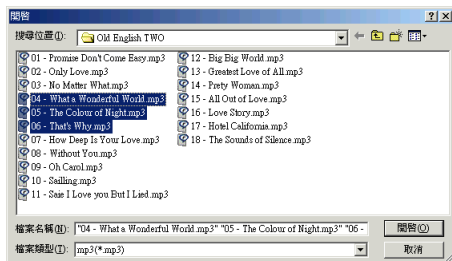 開啓
搜尋位置(I): Old English TWO
01 - Promise Don't Come Easy.mp3
02 - Only Love.mp3
03 - No Matter What.mp3
04 - What a Wonderful World.mp3
05 - The Colour of Night.mp3
06 - That's Why.mp3
07 - How Deep Is Your Love.mp3
08 - Without You.mp3
09 - Oh Carol.mp3
10 - Sailling.mp3
11 - Saie I Love you But I Lied.mp3
12 - Big Big World.mp3
13 - Greatest Love of All.mp3
14 - Prety Woman.mp3
15 - All Out of Love.mp3
16 - Love Story.mp3
17 - Hotel California.mp3
18 - The Sounds of Silence.mp3
檔案名稱(N): "04 - What a Wonderful World.mp3" "05 - The Colour of Night.mp3" "06 - 開啓(O)
檔案類型(T): mp3(*.mp3) 取消